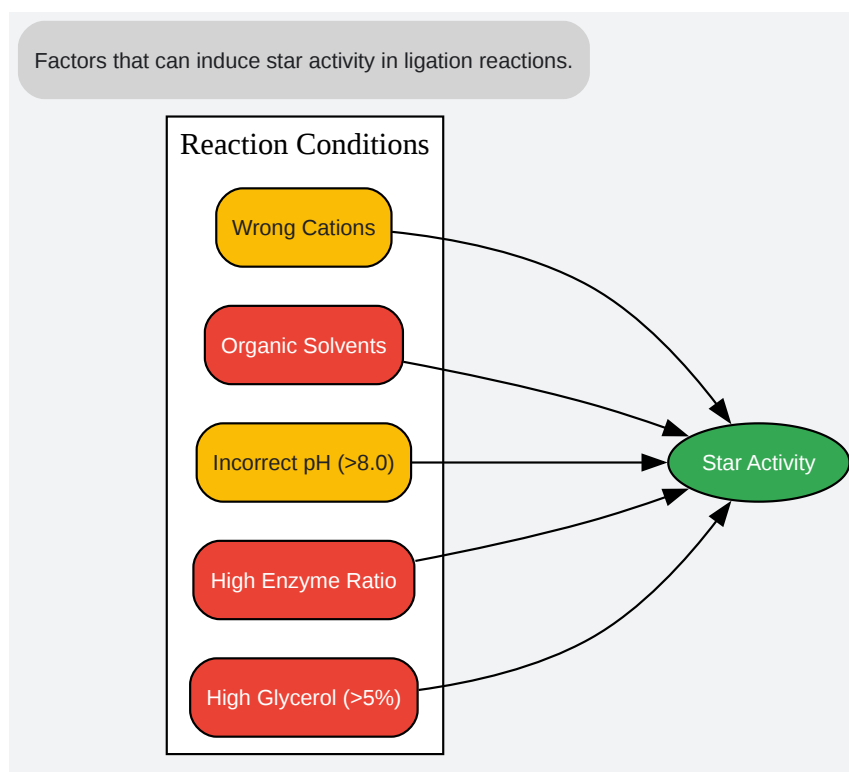 Factors that can induce star activity in ligation reactions.
Reaction Conditions
Wrong Cations
Organic Solvents
Incorrect pH (>8.0)
Star Activity
High Enzyme Ratio
High Glycerol (>5%)